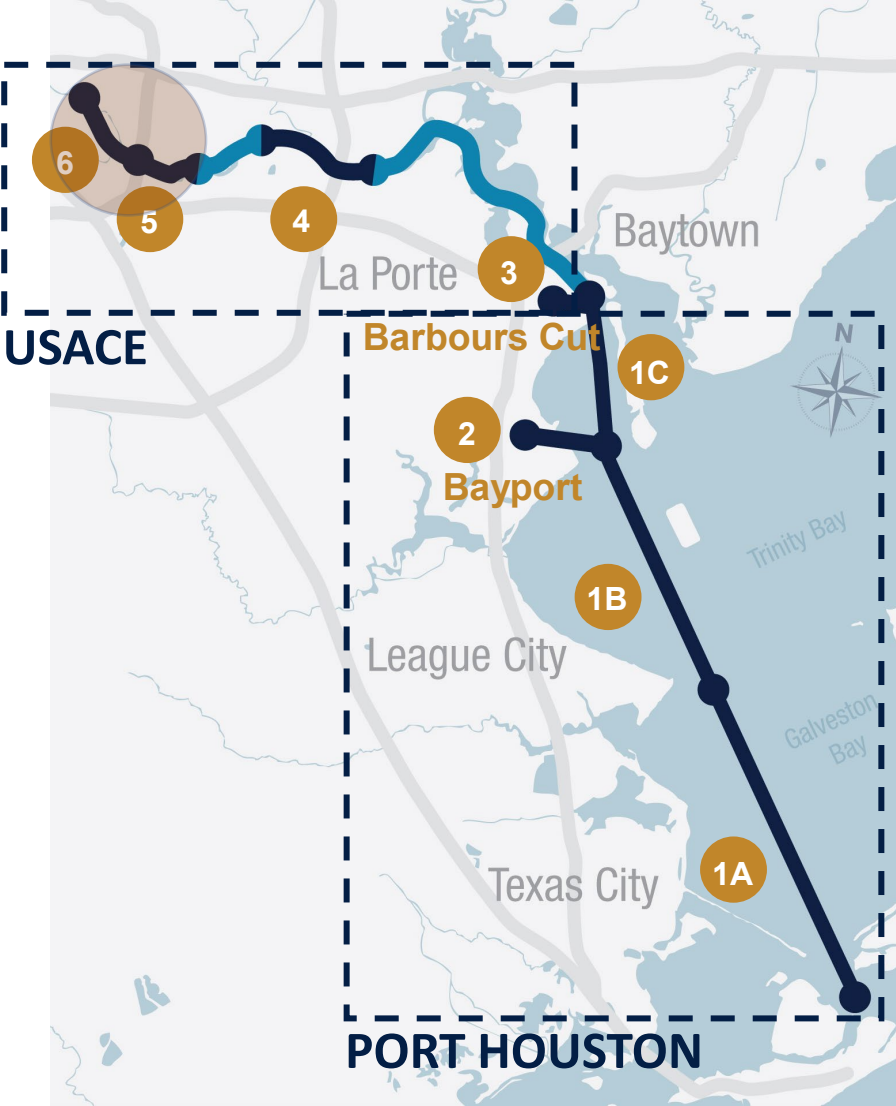 6
5
4
Baytown
La Porte
3
USACE
Barbours Cut
N
1C
2
Bayport
Trinity Bay
1B
League City
Galveston
Bay
1A
Texas City
PORT HOUSTON